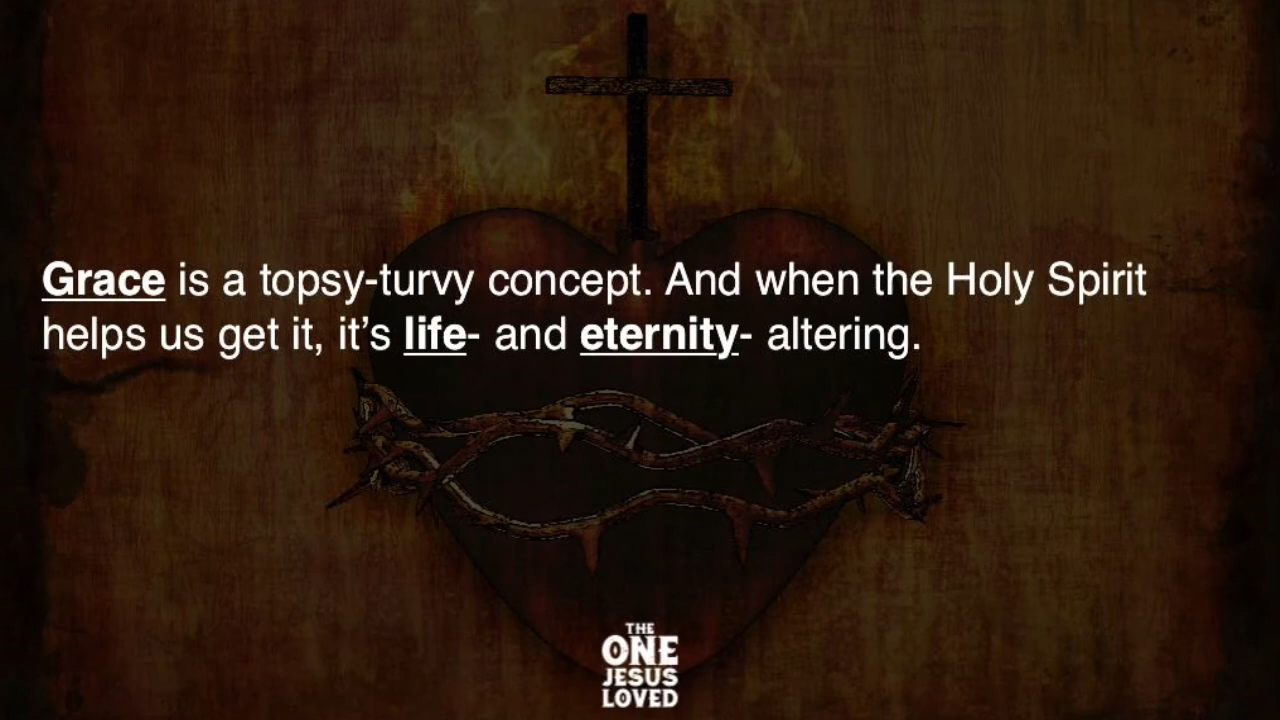 Grace is a topsy-turvy concept. And when the Holy Spirit
helps us get it, it’s life- and eternity- altering.
THE
ONE
JESUS
LOVED